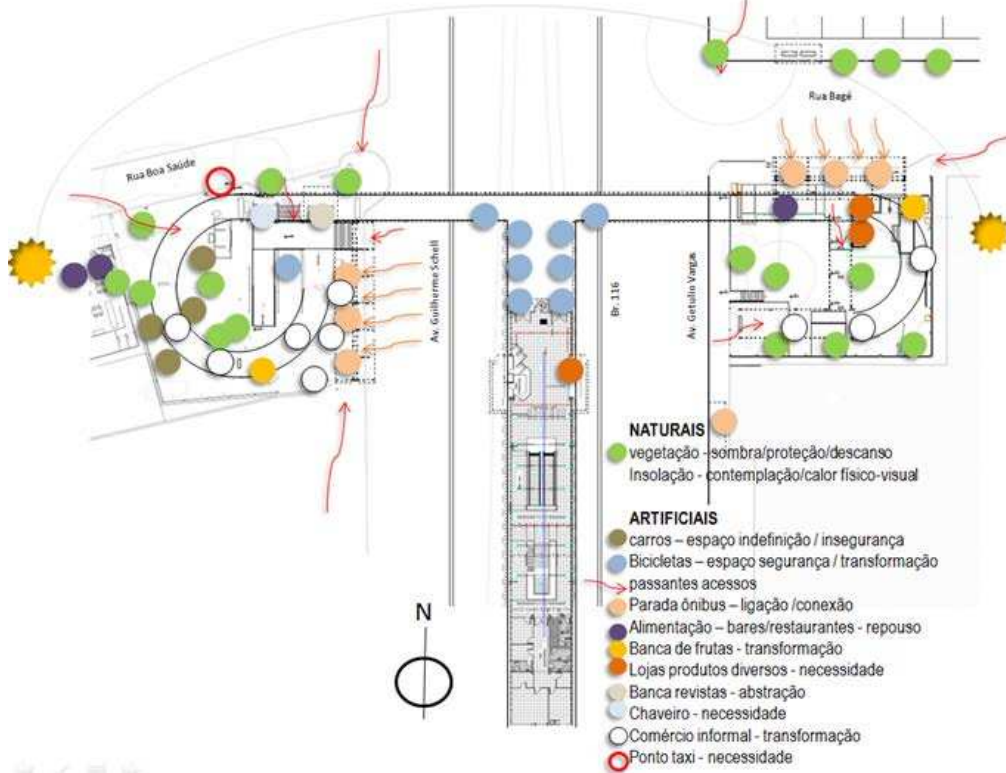 Rua Bagé
Rua Boa Saúde
Av. Guilherme Schell
Br. 116
Av. Getulio Vargas
NATURAIS
vegetação - sombra/proteção/descanso
Insolação - contemplação/calor físico-visual
ARTIFICIAIS
carros – espaço indefinição / insegurança
Bicicletas – espaço segurança / transformação
passantes acessos
Parada ônibus – ligação /conexão
Alimentação – bares/restaurantes - repouso
Banca de frutas - transformação
Lojas produtos diversos - necessidade
Banca revistas - abstração
Chaveiro - necessidade
Comércio informal - transformação
Ponto taxi - necessidade
N